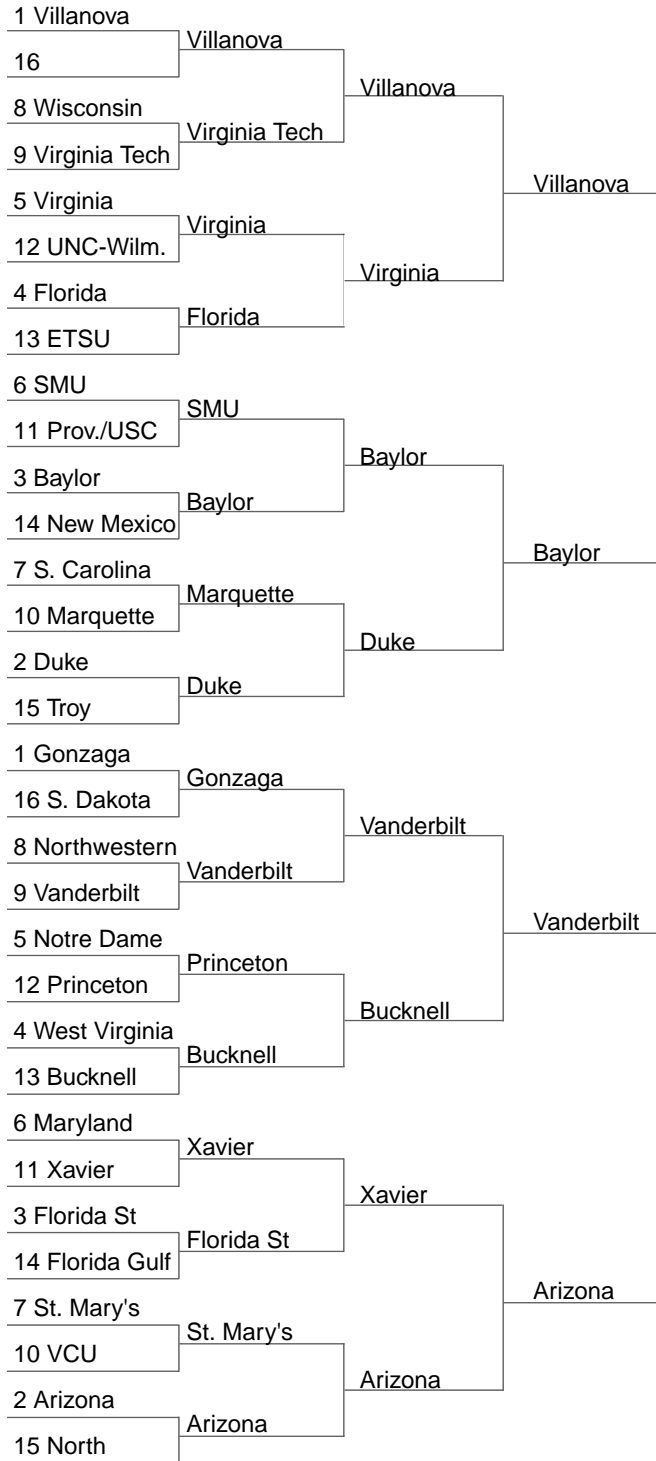 1 Villanova
16
8 Wisconsin
9 Virginia Tech
5 Virginia
12 UNC-Wilm.
4 Florida
13 ETSU
6 SMU
11 Prov./USC
3 Baylor
14 New Mexico
7 S. Carolina
10 Marquette
2 Duke
15 Troy
1 Gonzaga
16 S. Dakota
8 Northwestern
9 Vanderbilt
5 Notre Dame
12 Princeton
4 West Virginia
13 Bucknell
6 Maryland
11 Xavier
3 Florida St
14 Florida Gulf
7 St. Mary's
10 VCU
2 Arizona
15 North
Villanova
Virginia Tech
Virginia
Florida
SMU
Baylor
Marquette
Duke
Gonzaga
Vanderbilt
Princeton
Bucknell
Xavier
Florida St
St. Mary's
Arizona
Villanova
Virginia
Baylor
Duke
Vanderbilt
Bucknell
Xavier
Arizona
Villanova
Baylor
Vanderbilt
Arizona